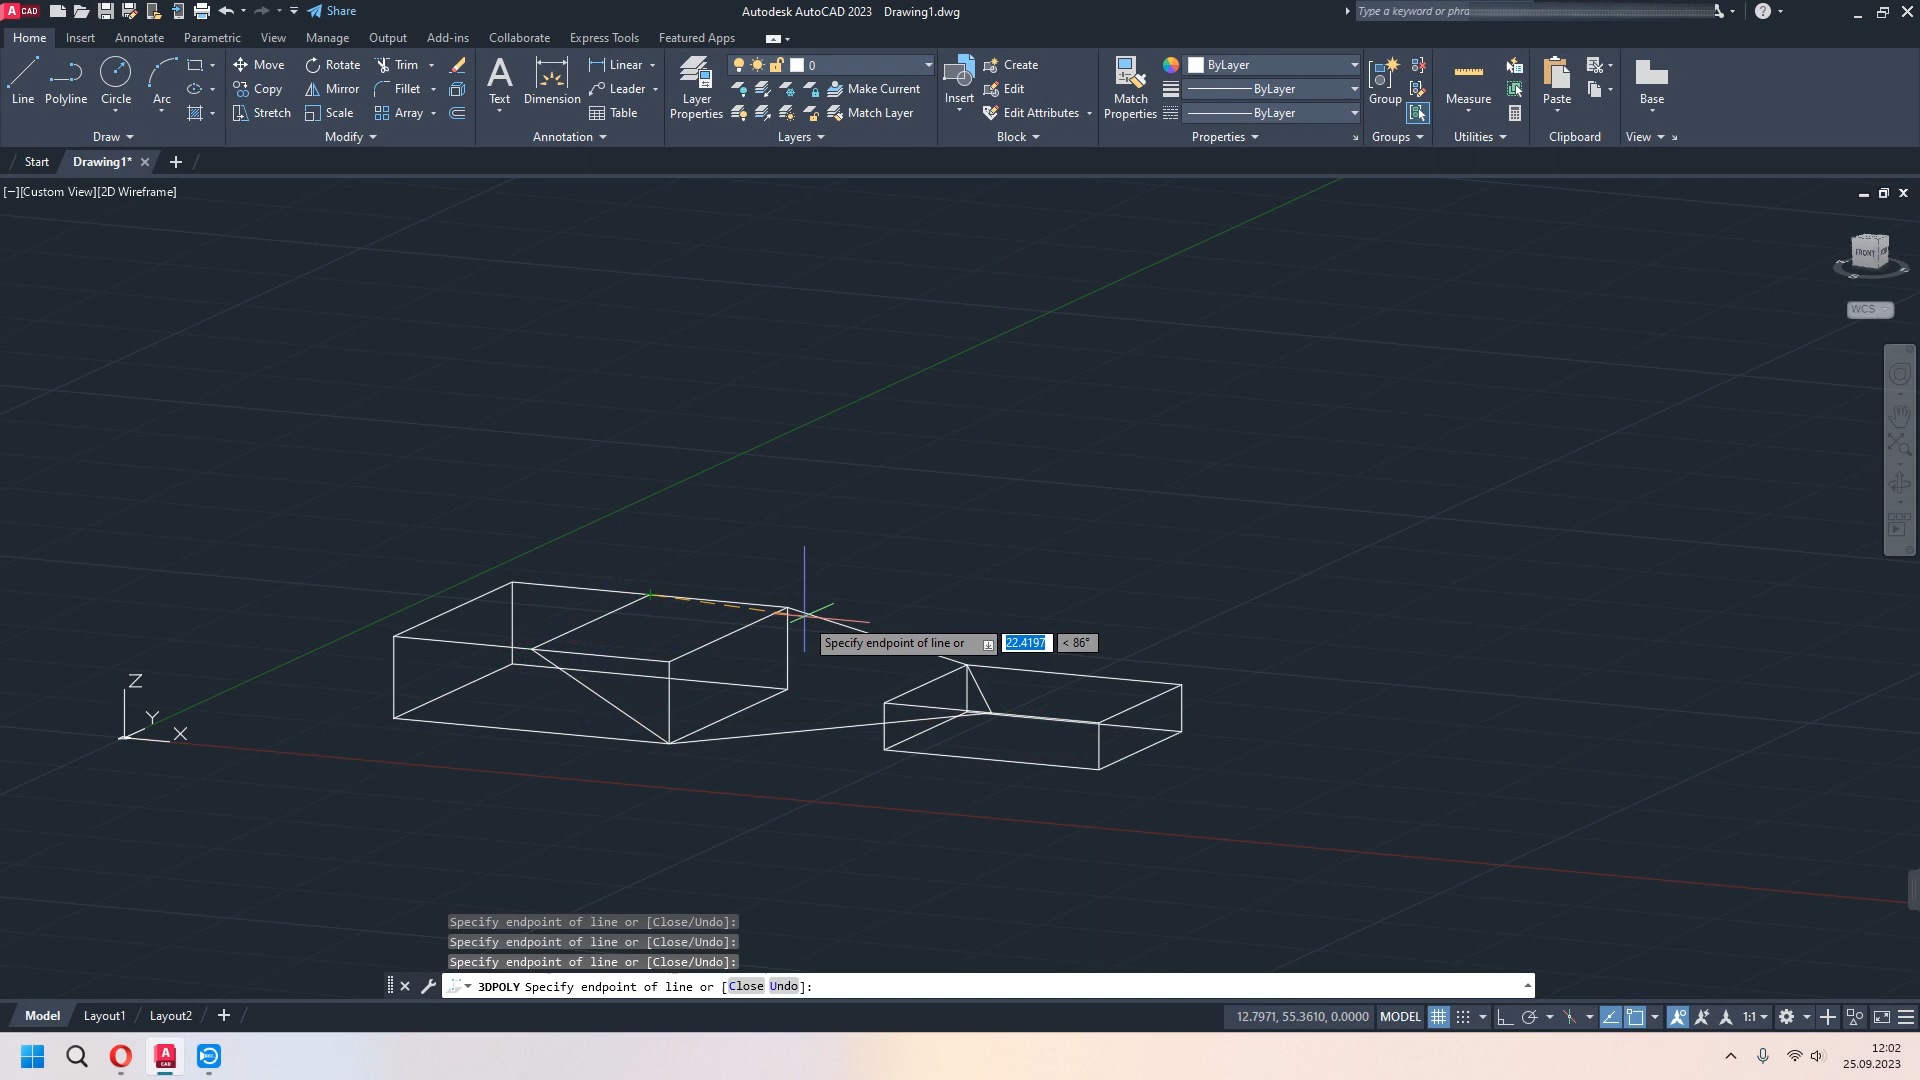 A CAD
Share
Autodesk AutoCAD 2023 Drawing1.dwg
Type a keyword or phra
Home Insert Annotate Parametric View Manage Output Add-ins Collaborate Express Tools Featured Apps
Line Polyline Circle Arc
Move Rotate Trim
Copy Mirror Fillet
Stretch Scale Array
Text Dimension
Linear
Leader
Table
Layer Properties
0
Make Current
Match Layer
Insert
Create
Edit
Edit Attributes
Match Properties
ByLayer
ByLayer
ByLayer
Group
Measure
Paste
Base
Draw Modify Annotation Layers Block Properties Groups Utilities Clipboard View
Start Drawing1*
[−][Custom View][2D Wireframe]
FRONT
WCS
Z
Y
X
Specify endpoint of line or 22.4197 < 86°
Specify endpoint of line or [Close/Undo]:
Specify endpoint of line or [Close/Undo]:
Specify endpoint of line or [Close/Undo]:
3DPOLY Specify endpoint of line or [Close Undo]:
Model Layout1 Layout2
12.7971, 55.3610, 0.0000 MODEL 1:1
A CAD
12:02
25.09.2023